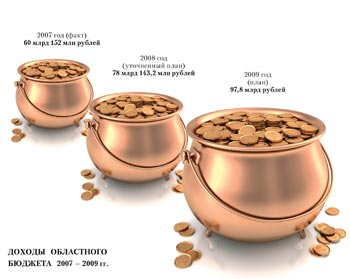 2007 год (факт)
60 млрд 152 млн рублей
2008 год
(уточненный план)
78 млрд 143,2 млн рублей
2009 год
(план)
97,8 млрд рублей
ДОХОДЫ ОБЛАСТНОГО
БЮДЖЕТА 2007 – 2009 гг.